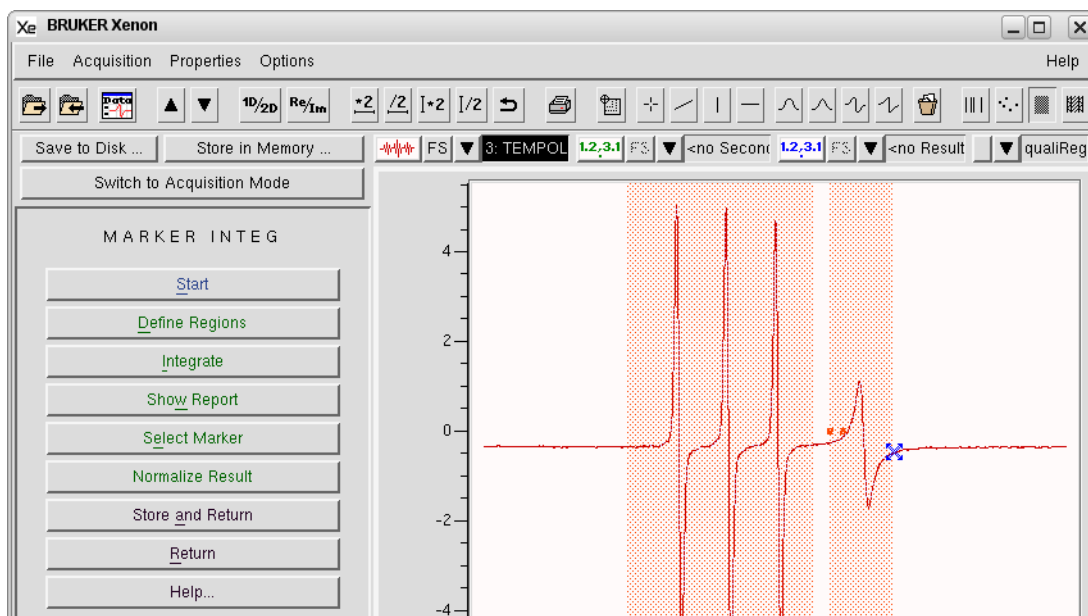 Xe BRUKER Xenon
File Acquisition Properties Options Help
Data 1D/2D Re/Im *2 /2 I*2 I/2
Save to Disk ... Store in Memory ... FS 3: TEMPOL 1.2,3.1 FS <no Second 1.2,3.1 FS <no Result qualiReg
Switch to Acquisition Mode
MARKER INTEG
Start
Define Regions
Integrate
Show Report
Select Marker
Normalize Result
Store and Return
Return
Help...
4
2
0
-2
-4